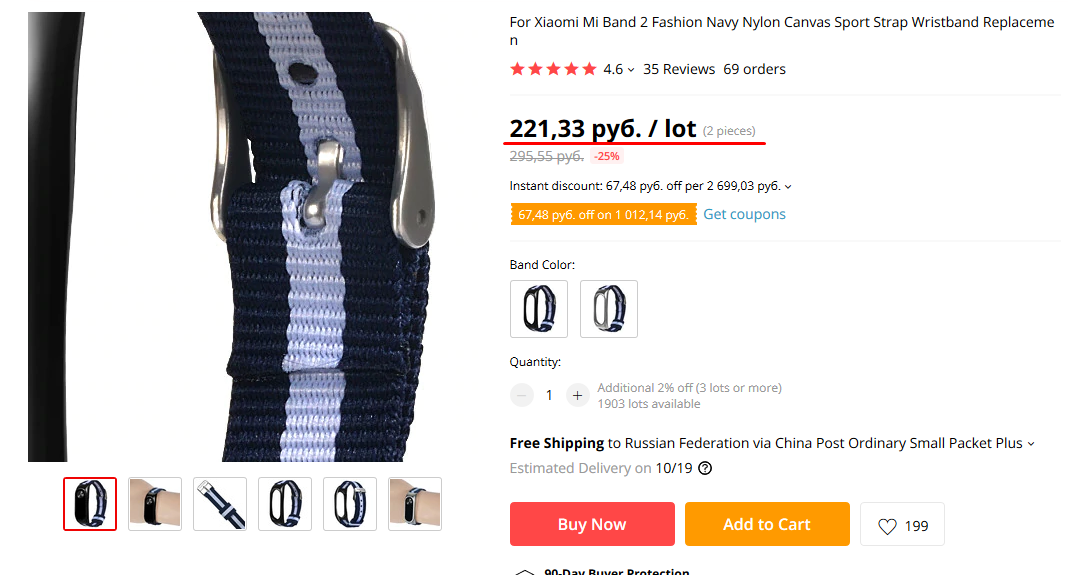 For Xiaomi Mi Band 2 Fashion Navy Nylon Canvas Sport Strap Wristband Replaceme
n
4.6 35 Reviews 69 orders
221,33 руб. / lot (2 pieces)
295,55 руб. -25%
Instant discount: 67,48 руб. off per 2 699,03 руб.
67,48 руб. off on 1 012,14 руб. Get coupons
Band Color:
Quantity:
Additional 2% off (3 lots or more)
− 1 +
1903 lots available
Free Shipping to Russian Federation via China Post Ordinary Small Packet Plus
Estimated Delivery on 10/19 ?
Buy Now Add to Cart 199
90-Day Buyer Protection